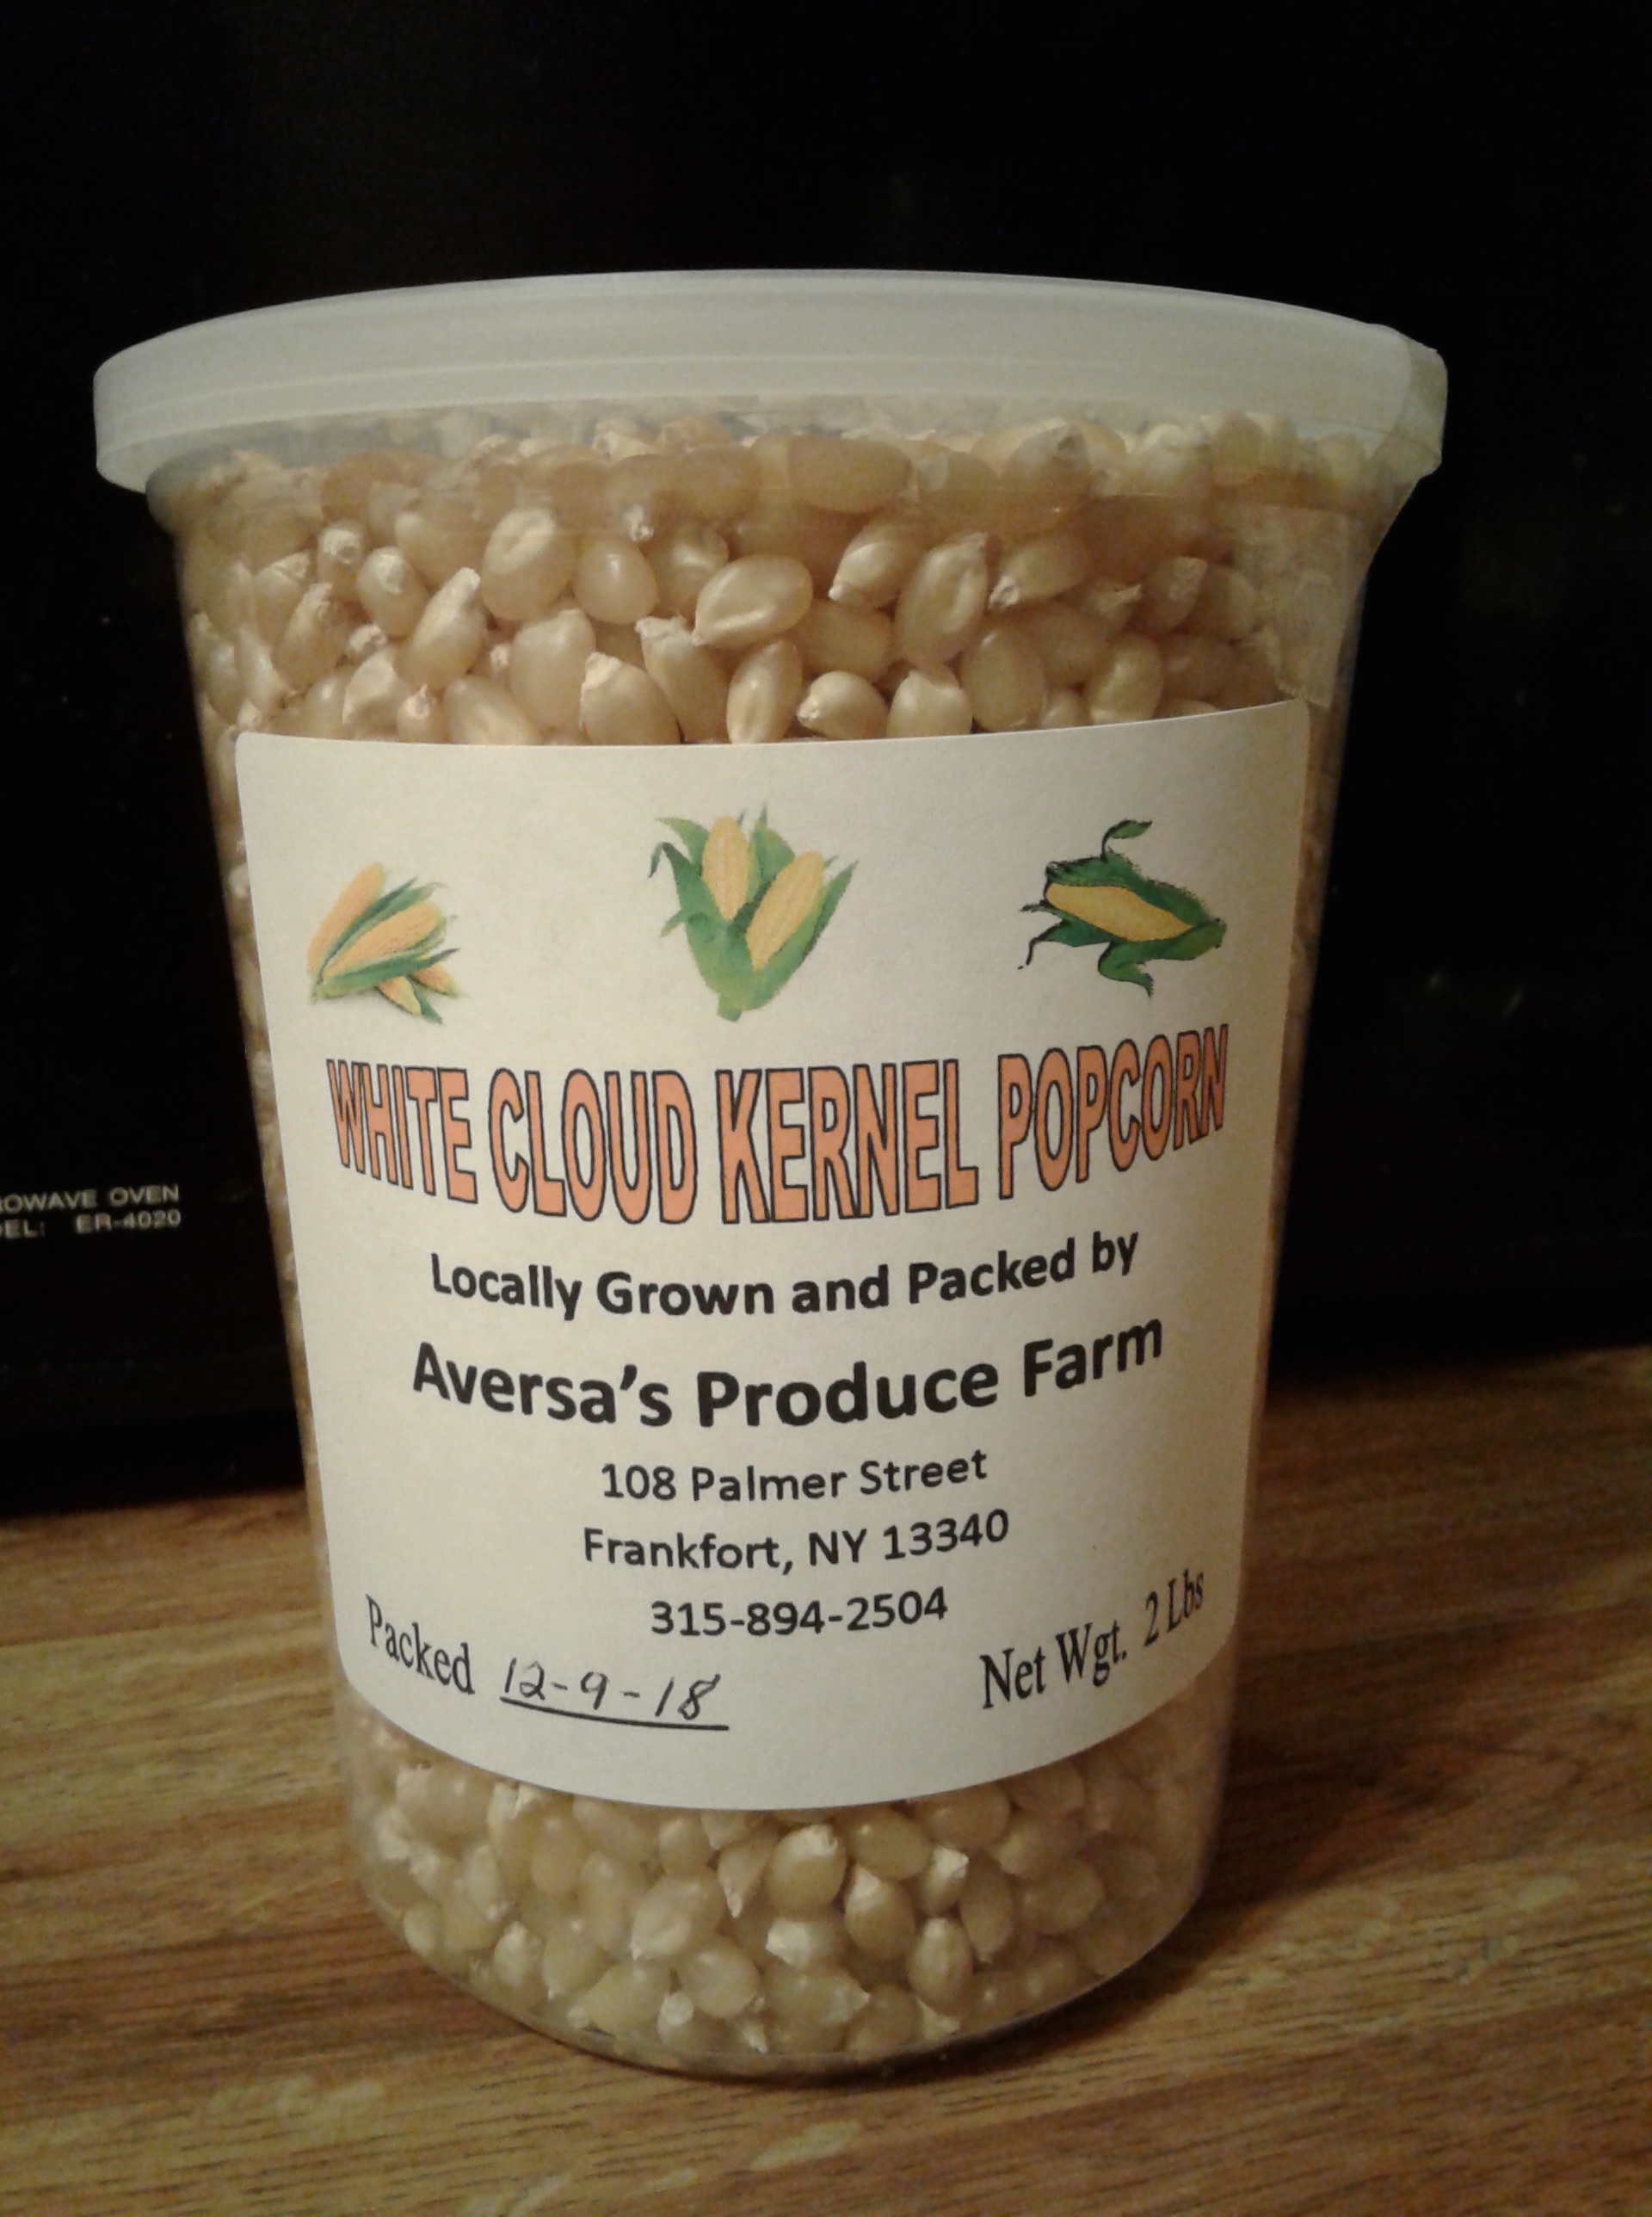 WHITE CLOUD KERNEL POPCORN
Locally Grown and Packed by
Aversa's Produce Farm
108 Palmer Street
Frankfort, NY 13340
315-894-2504
Packed 12-9-18
Net Wgt. 2 Lbs
OWAVE OVEN
EL: ER-4020